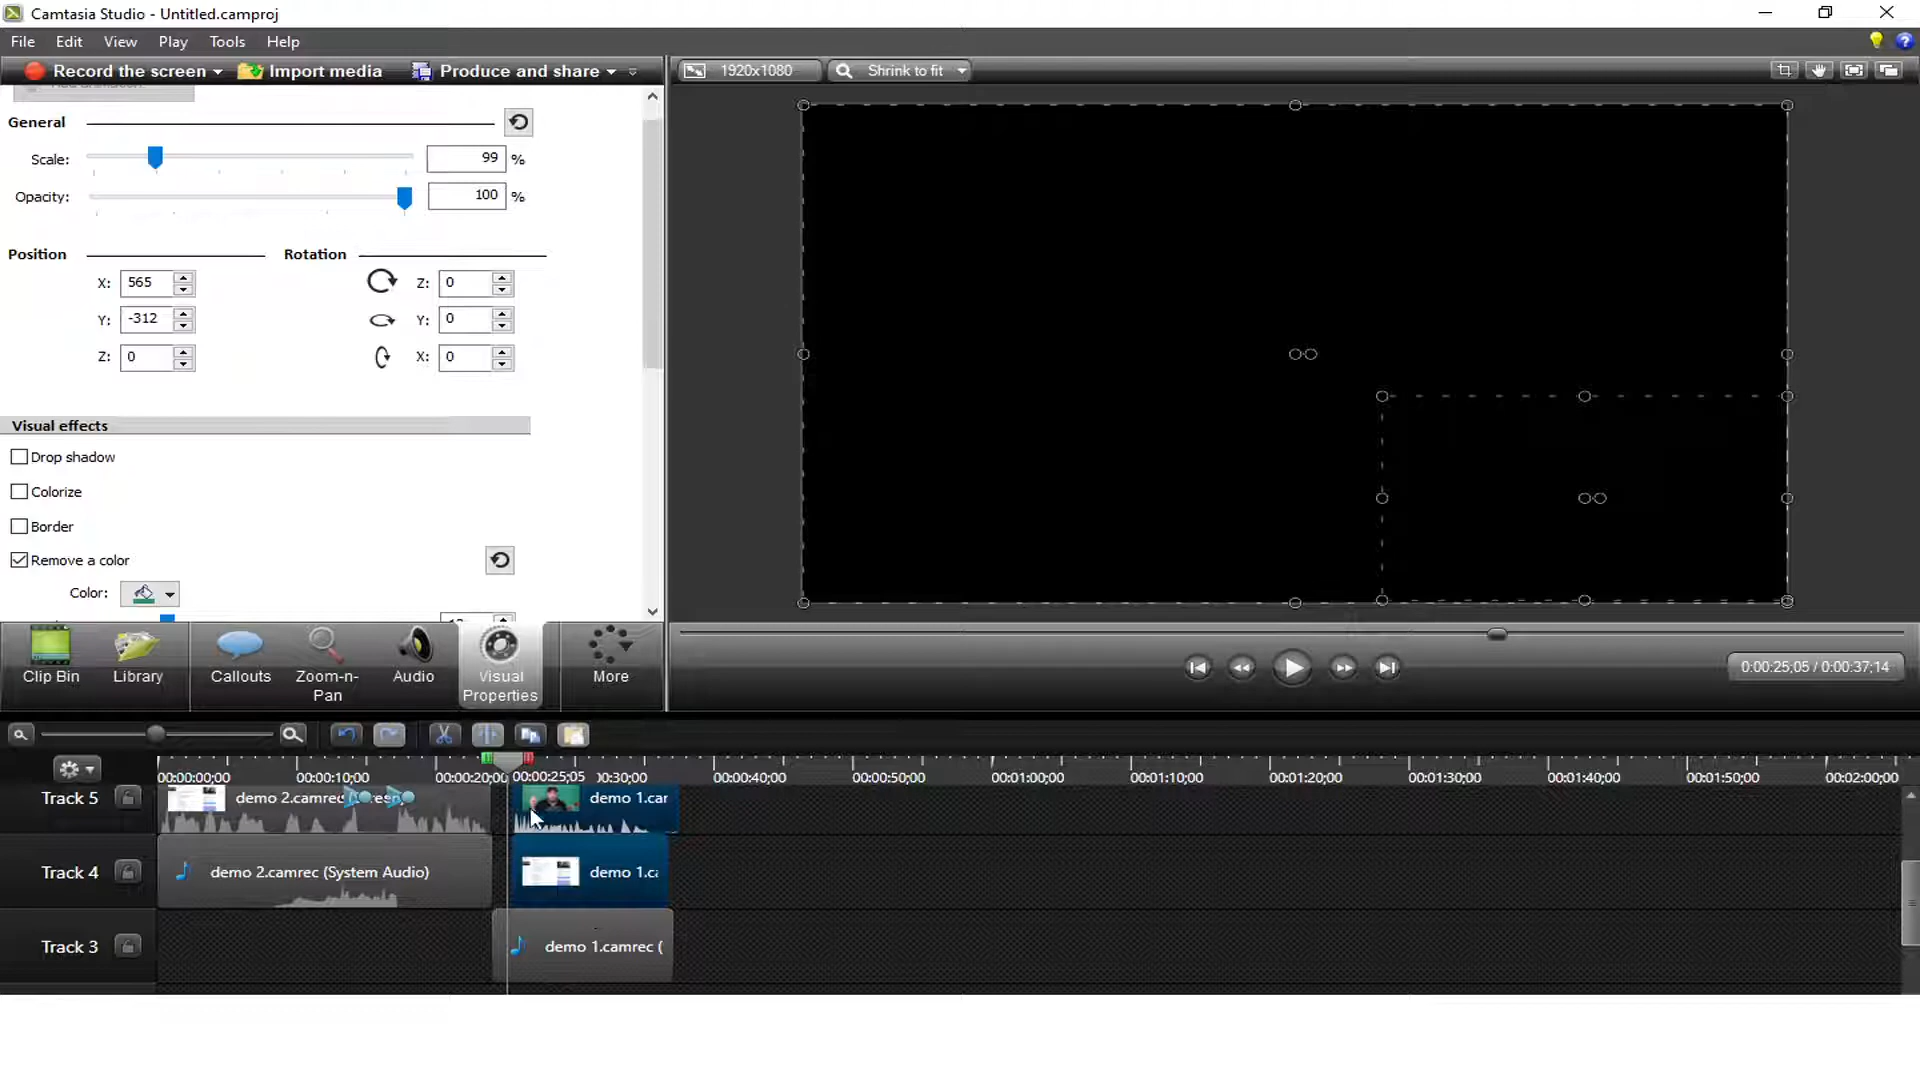 Camtasia Studio - Untitled.camproj
File Edit View Play Tools Help
Record the screen Import media Produce and share
1920x1080 Shrink to fit
General
Scale: 99 %
Opacity: 100 %
Position Rotation
X: 565 Z: 0
Y: -312 Y: 0
Z: 0 X: 0
Visual effects
Drop shadow
Colorize
Border
Remove a color
Color:
Clip Bin Library Callouts Zoom-n-Pan Audio Visual Properties More
0:00:25;05 / 0:00:37;14
00:00:00;00 00:00:10;00 00:00:20;00 00:00:25;05 00:00:40;00 00:00:50;00 00:01:00;00 00:01:10;00 00:01:20;00 00:01:30;00 00:01:40;00 00:01:50;00 00:02:00;00
Track 5 demo 2.camrec demo 1.car
Track 4 demo 2.camrec (System Audio) demo 1.ca
Track 3 demo 1.camrec (